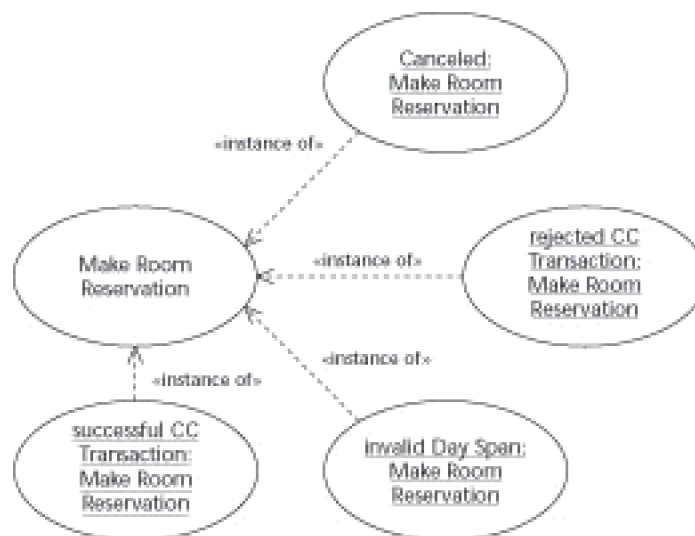 Canceled:
Make Room
Reservation
«instance of»
rejected CC
Transaction:
Make Room
Reservation
«instance of»
Make Room
Reservation
«instance of»
«instance of»
successful CC
Transaction:
Make Room
Reservation
invalid Day Span:
Make Room
Reservation